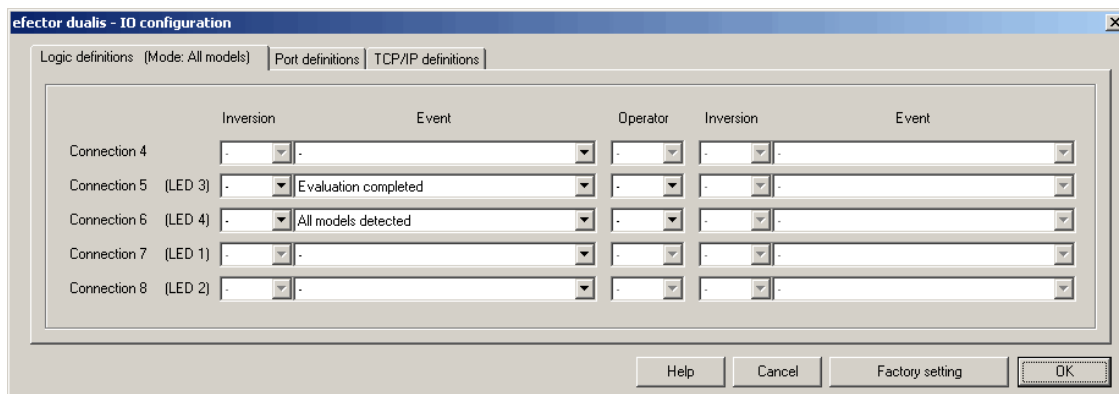 efector dualis - IO configuration
Logic definitions (Mode: All models) Port definitions TCP/IP definitions
Inversion Event Operator Inversion Event
Connection 4 - - - - -
Connection 5 (LED 3) - Evaluation completed - - -
Connection 6 (LED 4) - All models detected - - -
Connection 7 (LED 1) - - - - -
Connection 8 (LED 2) - - - - -
Help Cancel Factory setting OK